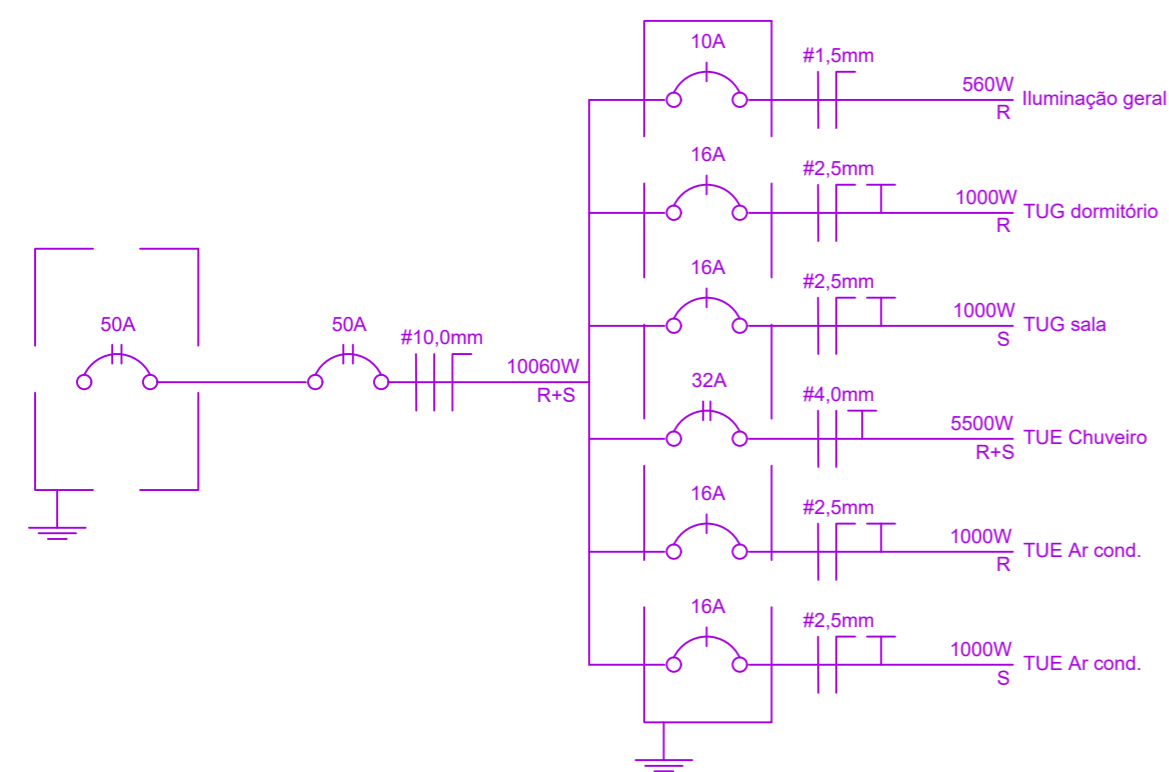 10A
#1,5mm
560W
R
Iluminação geral
16A
#2,5mm
1000W
R
TUG dormitório
16A
#2,5mm
1000W
S
TUG sala
50A
50A
#10,0mm
10060W
R+S
32A
#4,0mm
5500W
R+S
TUE Chuveiro
16A
#2,5mm
1000W
R
TUE Ar cond.
16A
#2,5mm
1000W
S
TUE Ar cond.